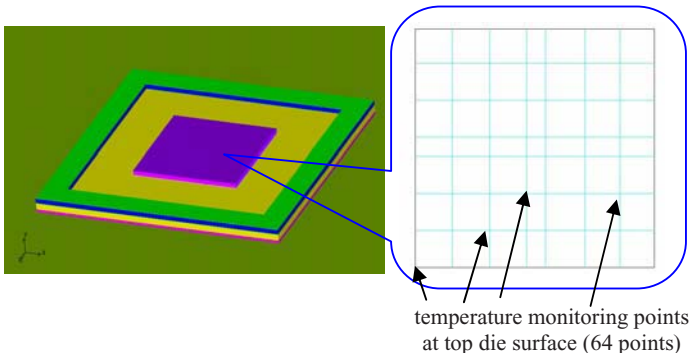 temperature monitoring points
at top die surface (64 points)